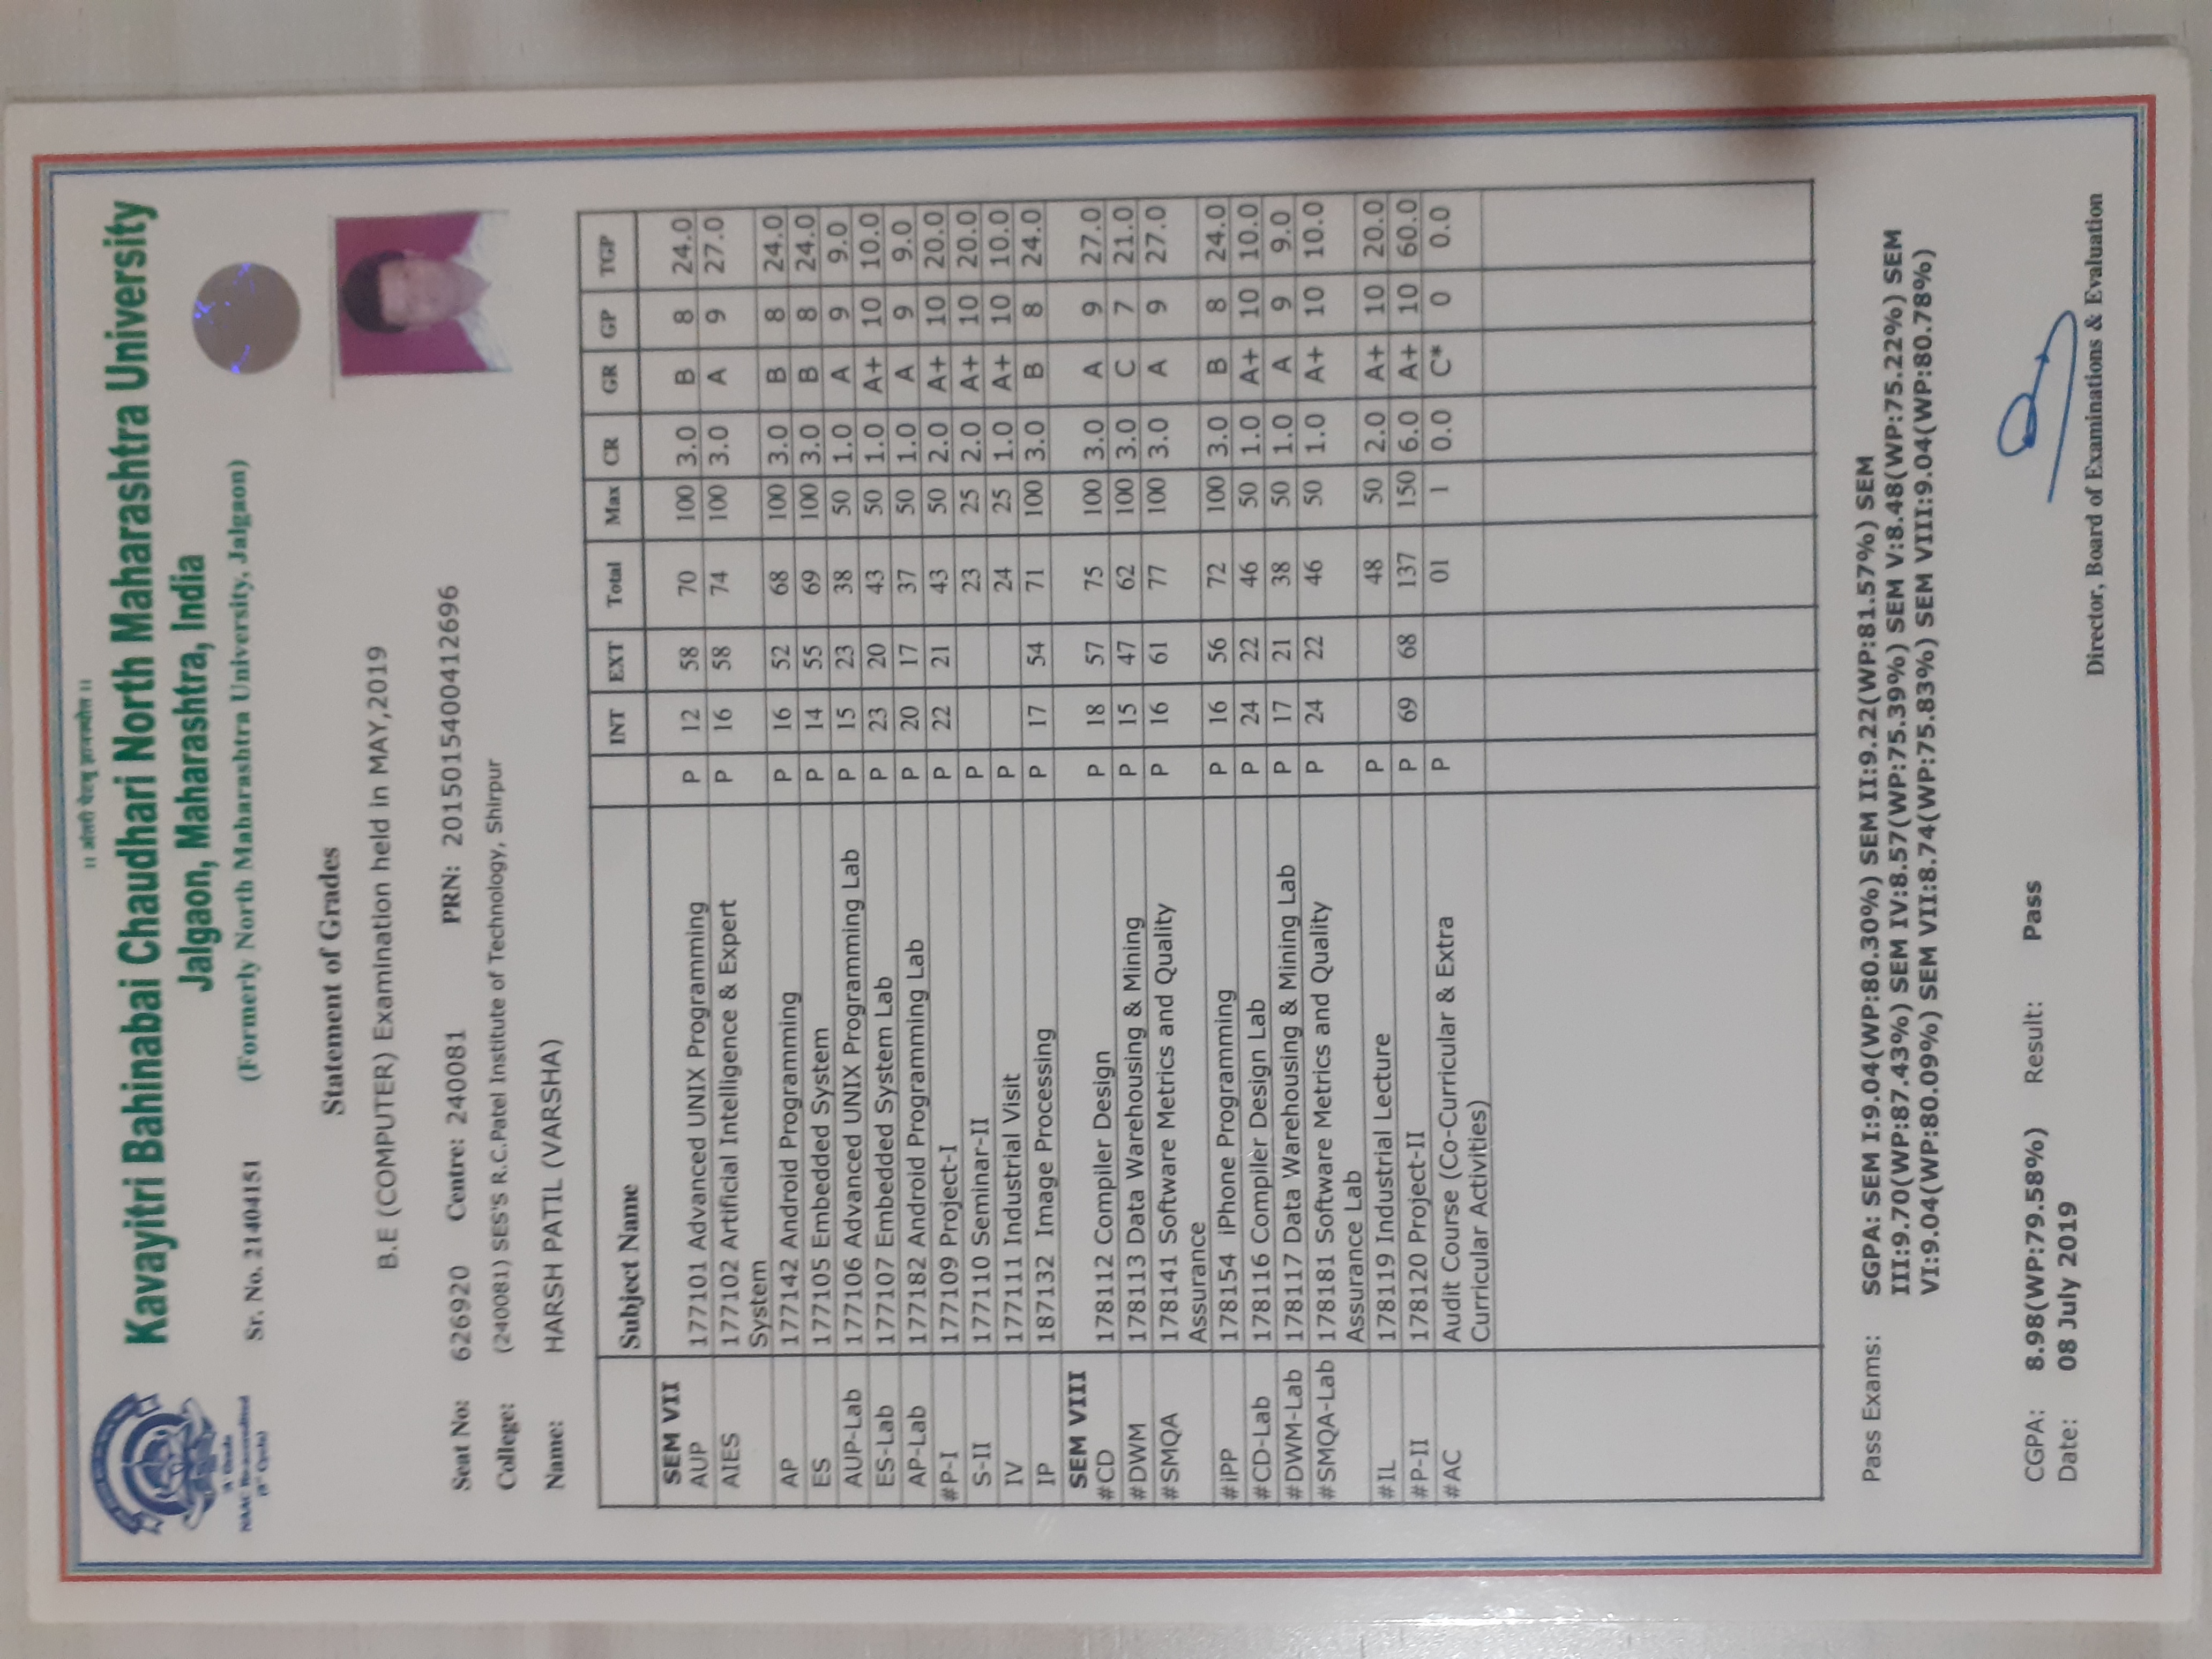 ।। अंतरी पेटवू ज्ञानज्योत ।।
Kavayitri Bahinabai Chaudhari North Maharashtra University
Jalgaon, Maharashtra, India
(Formerly North Maharashtra University, Jalgaon)
'A' Grade
NAAC Re-accredited
(3rd Cycle)
Sr. No. 21404151
Statement of Grades
B.E (COMPUTER) Examination held in MAY,2019
Seat No: 626920 Centre: 240081 PRN: 2015015400412696
College: (240081) SES'S R.C.Patel Institute of Technology, Shirpur
Name: HARSH PATIL (VARSHA)
Subject Name INT EXT Total Max CR GR GP TGP
SEM VII
AUP 177101 Advanced UNIX Programming P 12 58 70 100 3.0 B 8 24.0
AIES 177102 Artificial Intelligence & Expert P 16 58 74 100 3.0 A 9 27.0
System
AP 177142 Android Programming P 16 52 68 100 3.0 B 8 24.0
ES 177105 Embedded System P 14 55 69 100 3.0 B 8 24.0
AUP-Lab 177106 Advanced UNIX Programming Lab P 15 23 38 50 1.0 A 9 9.0
ES-Lab 177107 Embedded System Lab P 23 20 43 50 1.0 A+ 10 10.0
AP-Lab 177182 Android Programming Lab P 20 17 37 50 1.0 A 9 9.0
#P-I 177109 Project-I P 22 21 43 50 2.0 A+ 10 20.0
S-II 177110 Seminar-II P 23 25 2.0 A+ 10 20.0
IV 177111 Industrial Visit P 24 25 1.0 A+ 10 10.0
IP 187132 Image Processing P 17 54 71 100 3.0 B 8 24.0
SEM VIII
#CD 178112 Compiler Design P 18 57 75 100 3.0 A 9 27.0
#DWM 178113 Data Warehousing & Mining P 15 47 62 100 3.0 C 7 21.0
#SMQA 178141 Software Metrics and Quality P 16 61 77 100 3.0 A 9 27.0
Assurance
#iPP 178154 iPhone Programming P 16 56 72 100 3.0 B 8 24.0
#CD-Lab 178116 Compiler Design Lab P 24 22 46 50 1.0 A+ 10 10.0
#DWM-Lab 178117 Data Warehousing & Mining Lab P 17 21 38 50 1.0 A 9 9.0
#SMQA-Lab 178181 Software Metrics and Quality P 24 22 46 50 1.0 A+ 10 10.0
Assurance Lab
#IL 178119 Industrial Lecture P 48 50 2.0 A+ 10 20.0
#P-II 178120 Project-II P 69 68 137 150 6.0 A+ 10 60.0
#AC Audit Course (Co-Curricular & Extra P 01 1 0.0 C* 0 0.0
Curricular Activities)
Pass Exams: SGPA: SEM I:9.04(WP:80.30%) SEM II:9.22(WP:81.57%) SEM
III:9.70(WP:87.43%) SEM IV:8.57(WP:75.39%) SEM V:8.48(WP:75.22%) SEM
VI:9.04(WP:80.09%) SEM VII:8.74(WP:75.83%) SEM VIII:9.04(WP:80.78%)
CGPA: 8.98(WP:79.58%) Result: Pass
Date: 08 July 2019
Director, Board of Examinations & Evaluation